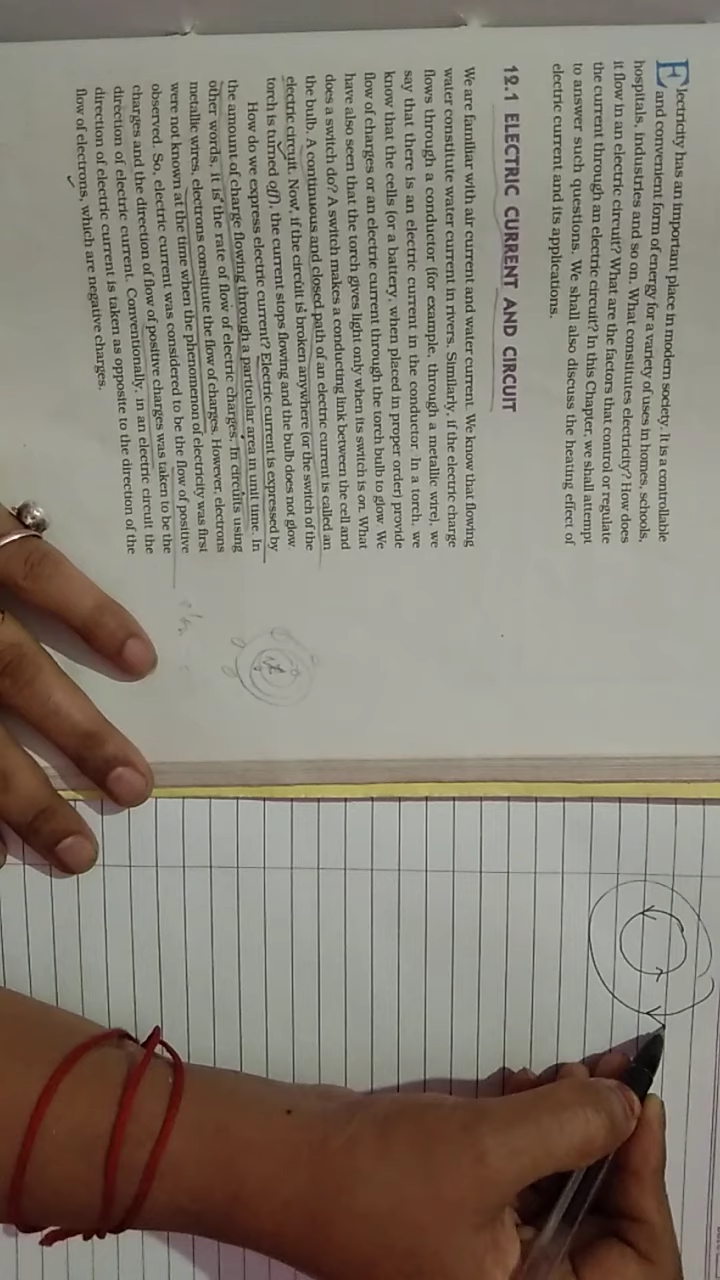 Electricity has an important place in modern society. It is a controllable
and convenient form of energy for a variety of uses in homes, schools,
hospitals, industries and so on. What constitutes electricity? How does
it flow in an electric circuit? What are the factors that control or regulate
the current through an electric circuit? In this Chapter, we shall attempt
to answer such questions. We shall also discuss the heating effect of
electric current and its applications.
12.1 ELECTRIC CURRENT AND CIRCUIT
We are familiar with air current and water current. We know that flowing
water constitute water current in rivers. Similarly, if the electric charge
flows through a conductor (for example, through a metallic wire), we
say that there is an electric current in the conductor. In a torch, we
know that the cells (or a battery, when placed in proper order) provide
flow of charges or an electric current through the torch bulb to glow. We
have also seen that the torch gives light only when its switch is on. What
does a switch do? A switch makes a conducting link between the cell and
the bulb. A continuous and closed path of an electric current is called an
electric circuit. Now, if the circuit is broken anywhere (or the switch of the
torch is turned off), the current stops flowing and the bulb does not glow.
How do we express electric current? Electric current is expressed by
the amount of charge flowing through a particular area in unit time. In
other words, it is the rate of flow of electric charges. In circuits using
metallic wires, electrons constitute the flow of charges. However, electrons
were not known at the time when the phenomenon of electricity was first
observed. So, electric current was considered to be the flow of positive
charges and the direction of flow of positive charges was taken to be the
direction of electric current. Conventionally, in an electric circuit the
direction of electric current is taken as opposite to the direction of the
flow of electrons, which are negative charges.